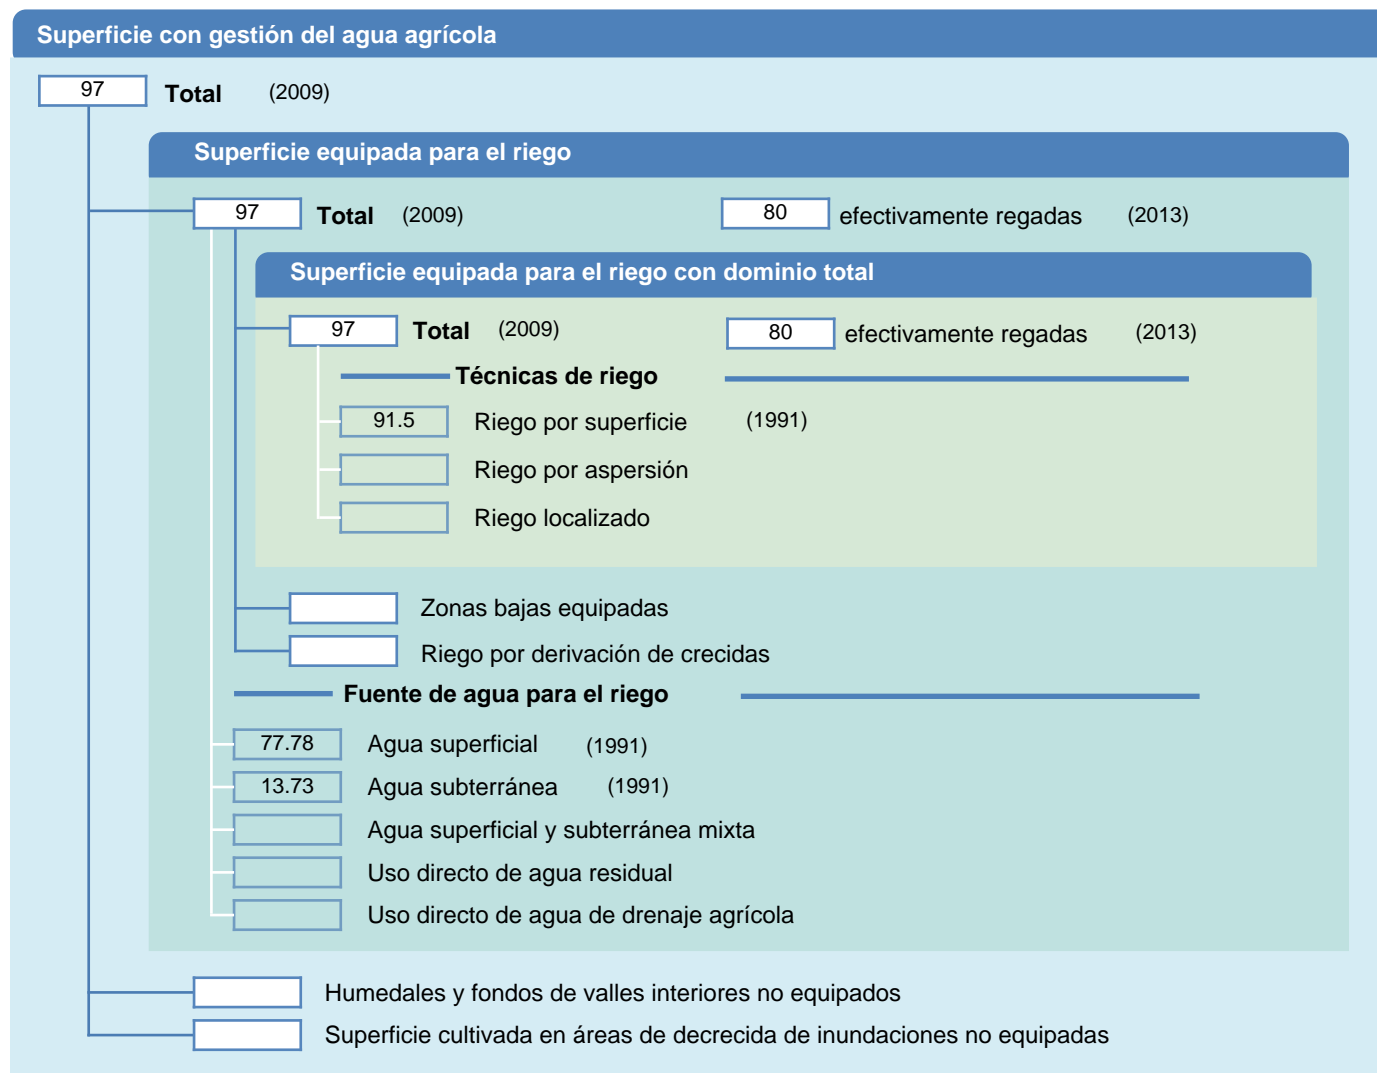 Superficie con gestión del agua agrícola
97 Total (2009)
Superficie equipada para el riego
97 Total (2009) 80 efectivamente regadas (2013)
Superficie equipada para el riego con dominio total
97 Total (2009) 80 efectivamente regadas (2013)
Técnicas de riego
91.5 Riego por superficie (1991)
Riego por aspersión
Riego localizado
Zonas bajas equipadas
Riego por derivación de crecidas
Fuente de agua para el riego
77.78 Agua superficial (1991)
13.73 Agua subterránea (1991)
Agua superficial y subterránea mixta
Uso directo de agua residual
Uso directo de agua de drenaje agrícola
Humedales y fondos de valles interiores no equipados
Superficie cultivada en áreas de decrecida de inundaciones no equipadas